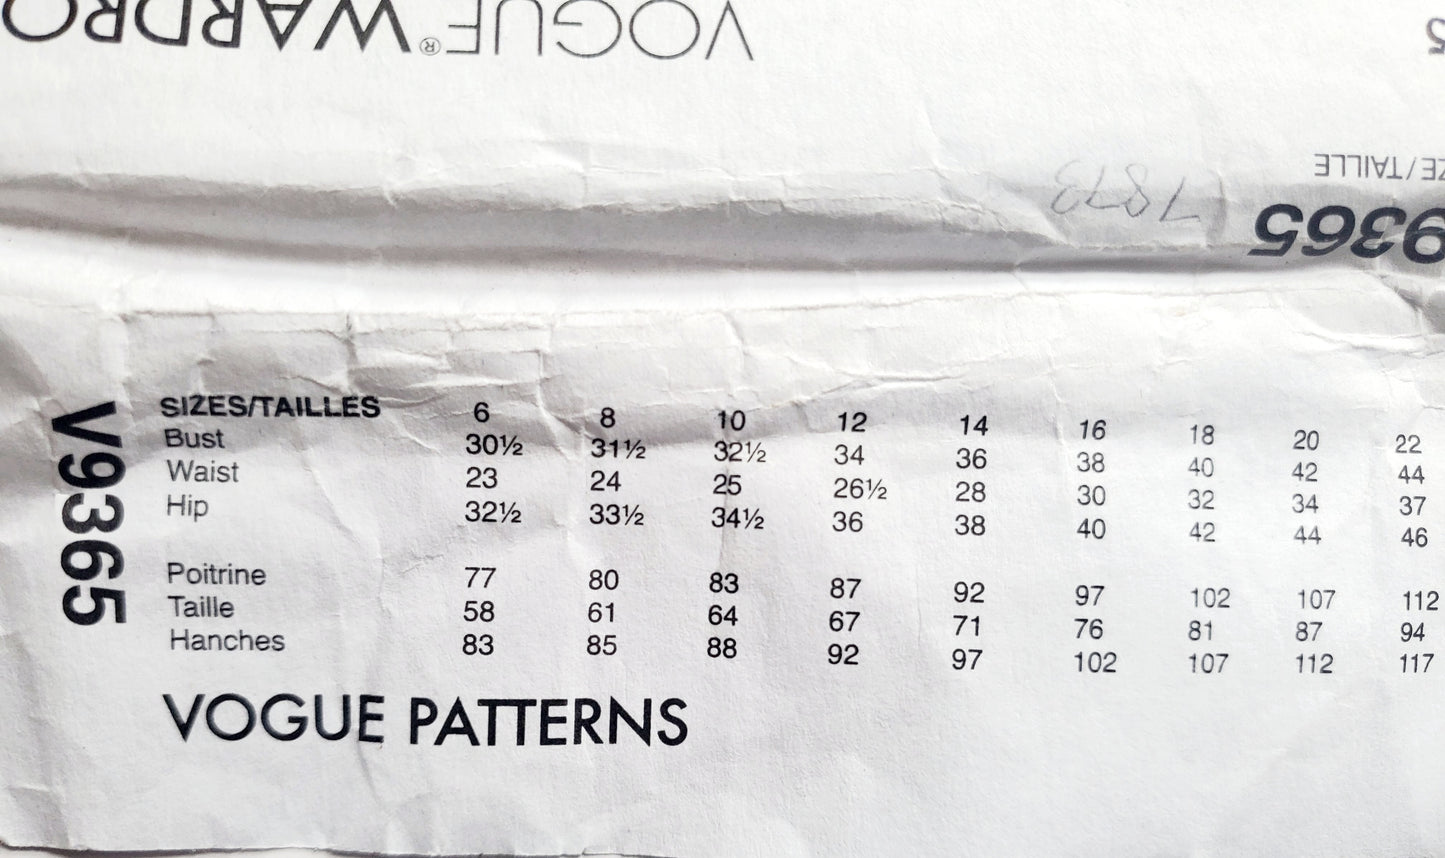 VOGUE® WARDRO
5
ZE/TAILLE
7873
9365
V9365
SIZES/TAILLES 6 8 10 12 14 16 18 20 22
Bust 30½ 31½ 32½ 34 36 38 40 42 44
Waist 23 24 25 26½ 28 30 32 34 37
Hip 32½ 33½ 34½ 36 38 40 42 44 46
Poitrine 77 80 83 87 92 97 102 107 112
Taille 58 61 64 67 71 76 81 87 94
Hanches 83 85 88 92 97 102 107 112 117
VOGUE PATTERNS